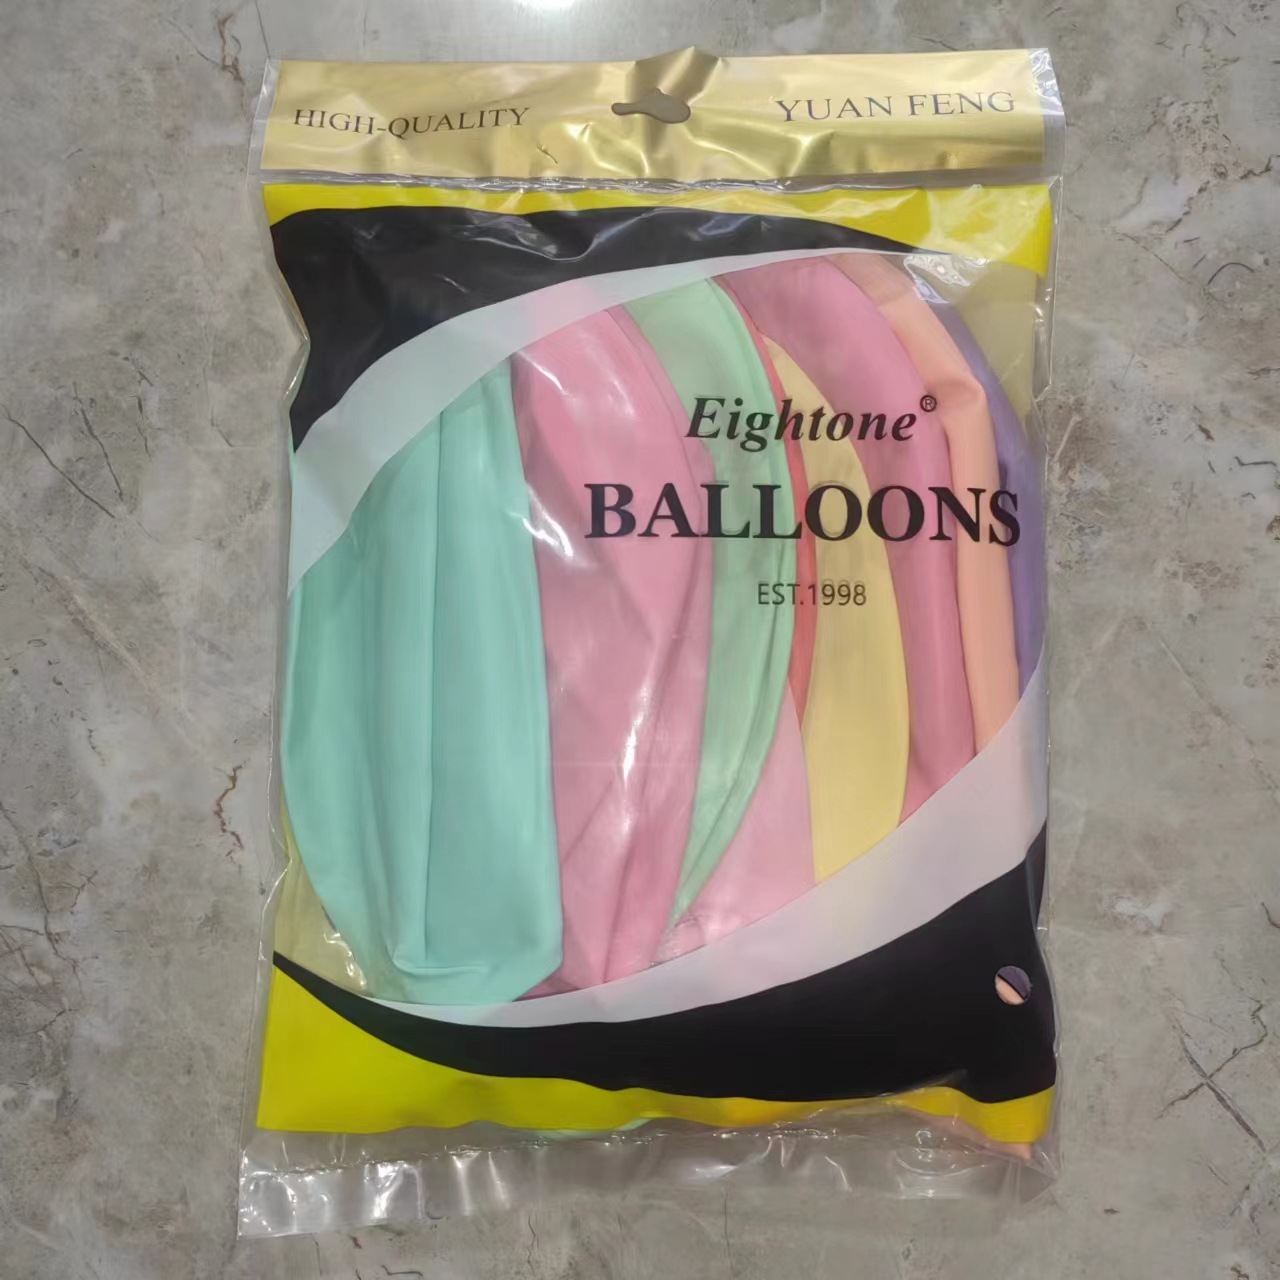 HIGH-QUALITY
YUAN FENG
Eightone®
BALLOONS
EST.1998